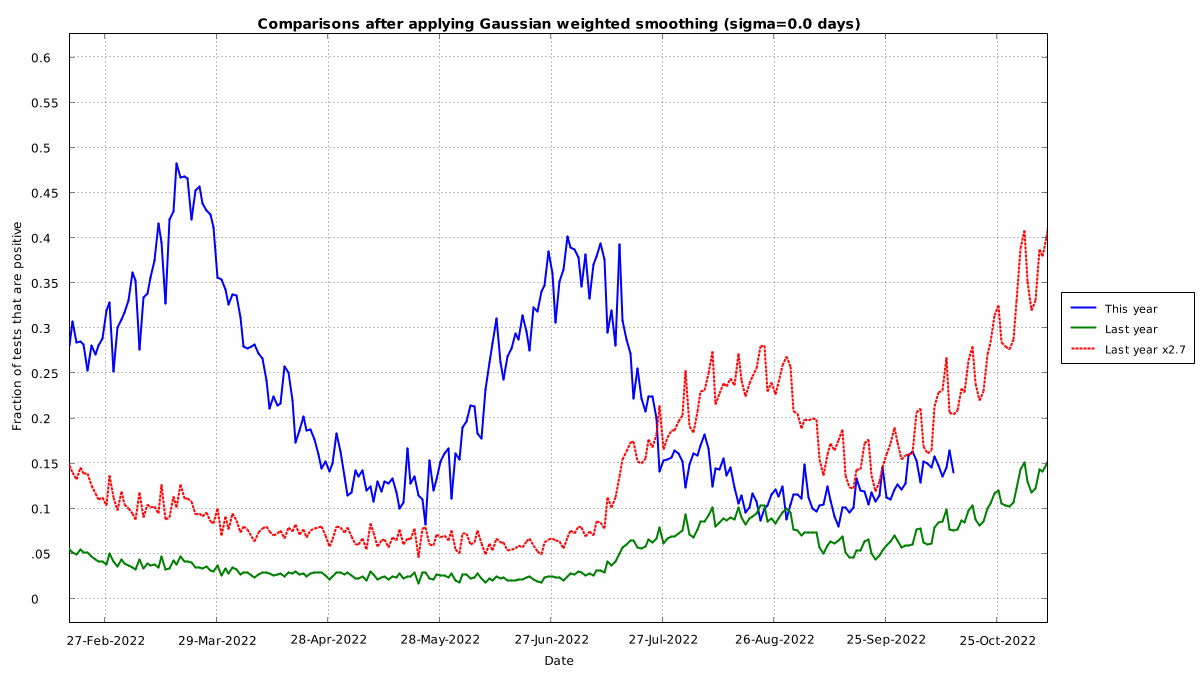 Comparisons after applying Gaussian weighted smoothing (sigma=0.0 days)
0.6
0.55
0.5
0.45
0.4
0.35
0.3
0.25
0.2
0.15
0.1
.05
0
Fraction of tests that are positive
27-Feb-2022 29-Mar-2022 28-Apr-2022 28-May-2022 27-Jun-2022 27-Jul-2022 26-Aug-2022 25-Sep-2022 25-Oct-2022
Date
This year
Last year
Last year x2.7